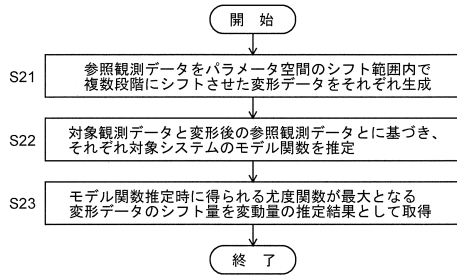 開 始
S21
参照観測データをパラメータ空間のシフト範囲内で
複数段階にシフトさせた変形データをそれぞれ生成
S22
対象観測データと変形後の参照観測データとに基づき、
それぞれ対象システムのモデル関数を推定
S23
モデル関数推定時に得られる尤度関数が最大となる
変形データのシフト量を変動量の推定結果として取得
終 了